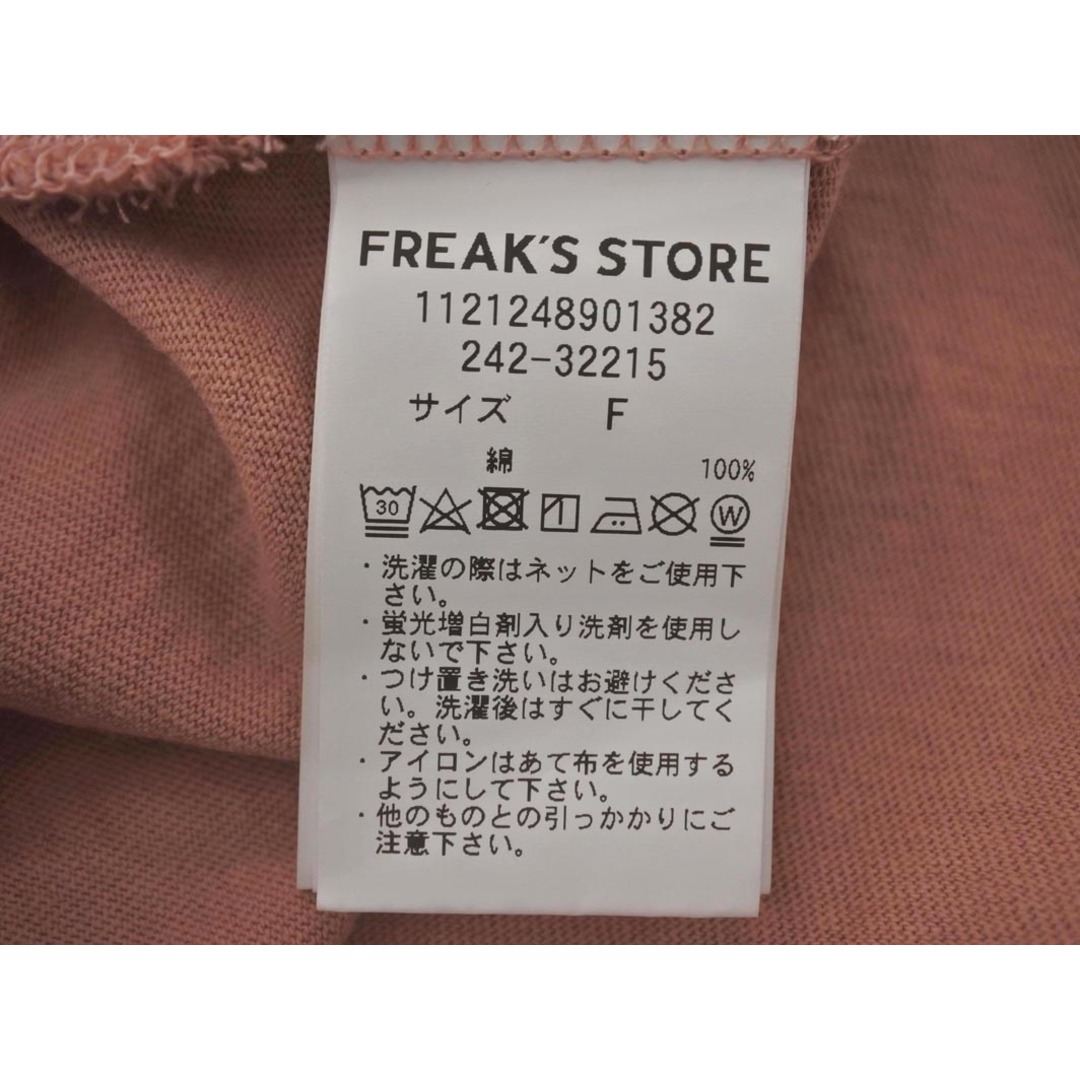 FREAK'S STORE
1121248901382
242-32215
サイズ F
綿 100%
30 W
・洗濯の際はネットをご使用下
さい。
・蛍光増白剤入り洗剤を使用し
ないで下さい。
・つけ置き洗いはお避けくださ
い。洗濯後はすぐに干してく
ださい。
・アイロンはあて布を使用する
ようにして下さい。
・他のものとの引っかかりにご
注意下さい。